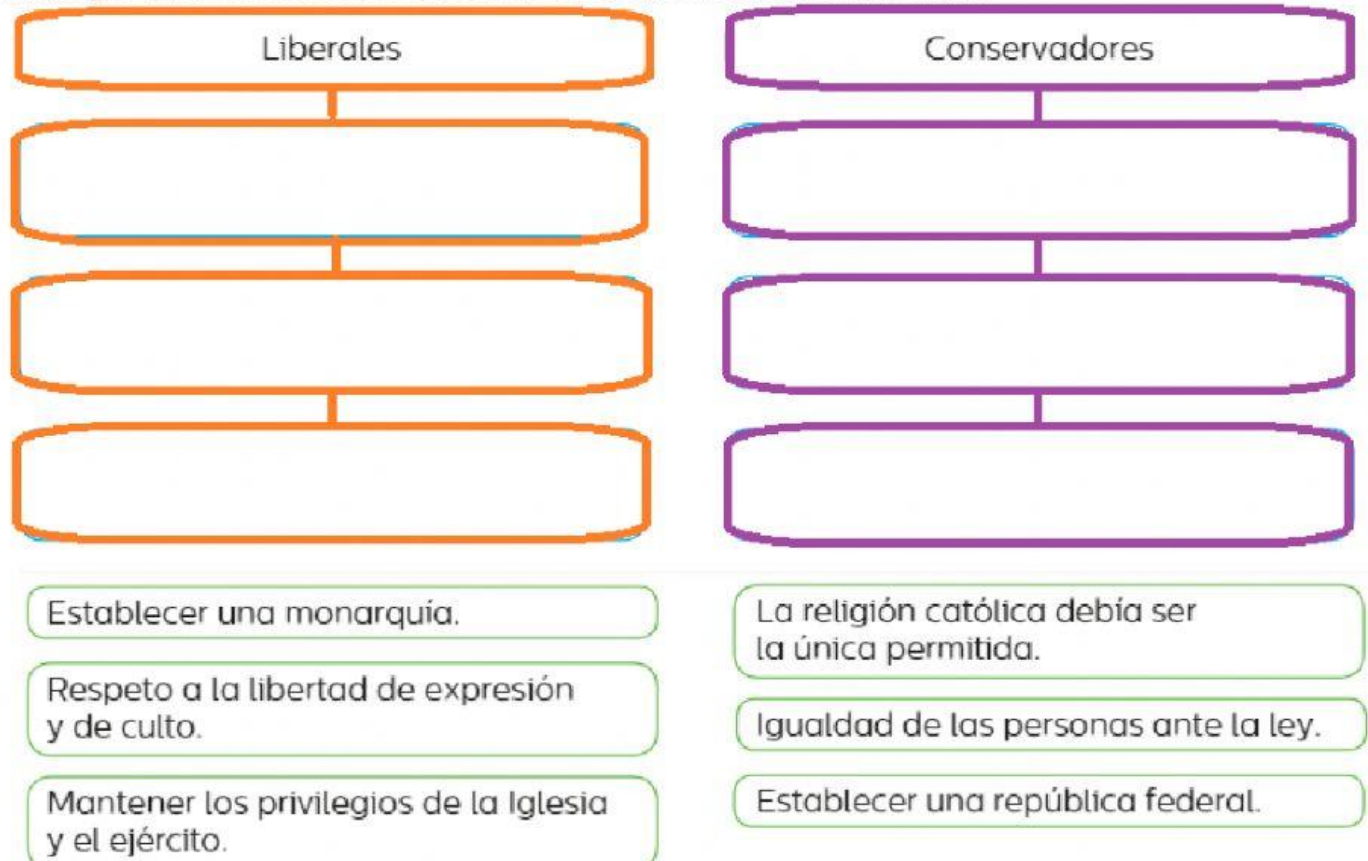 Liberales
Conservadores
Establecer una monarquía.
Respeto a la libertad de expresión
y de culto.
Mantener los privilegios de la Iglesia
y el ejército.
La religión católica debía ser
la única permitida.
Igualdad de las personas ante la ley.
Establecer una república federal.